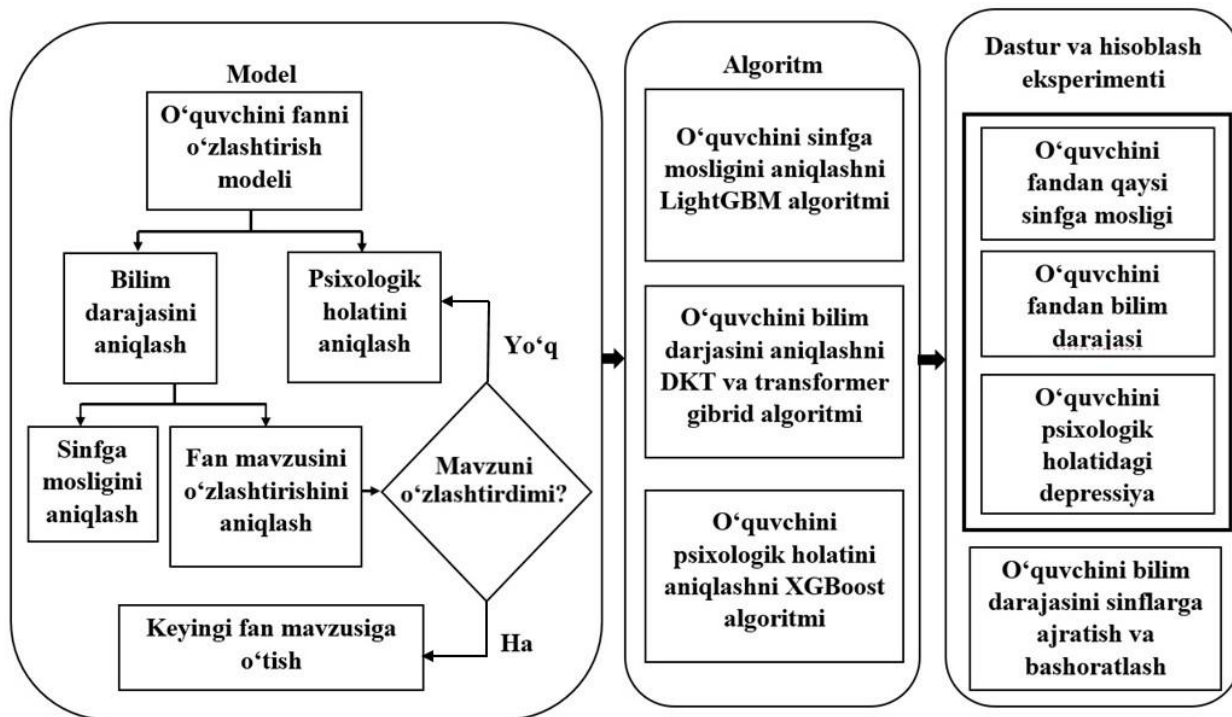 Model
O‘quvchini fanni
o‘zlashtirish
modeli
Bilim
darajasini
aniqlash
Psixologik
holatini
aniqlash
Yo‘q
Sinfga
mosligini
aniqlash
Fan mavzusini
o‘zlashtirishini
aniqlash
Mavzuni
o‘zlashtirdimi?
Keyingi fan mavzusiga
o‘tish
Ha
Algoritm
O‘quvchini sinfga
mosligini aniqlashni
LightGBM algoritmi
O‘quvchini bilim
darjasini aniqlashni
DKT va transformer
gibrid algoritmi
O‘quvchini
psixologik holatini
aniqlashni XGBoost
algoritmi
Dastur va hisoblash
eksperimenti
O‘quvchini
fandan qaysi
sinfga mosligi
O‘quvchini
fandan bilim
darajasi
O‘quvchini
psixologik
holatidagi
depressiya
O‘quvchini bilim
darajasini sinflarga
ajratish va
bashoratlash